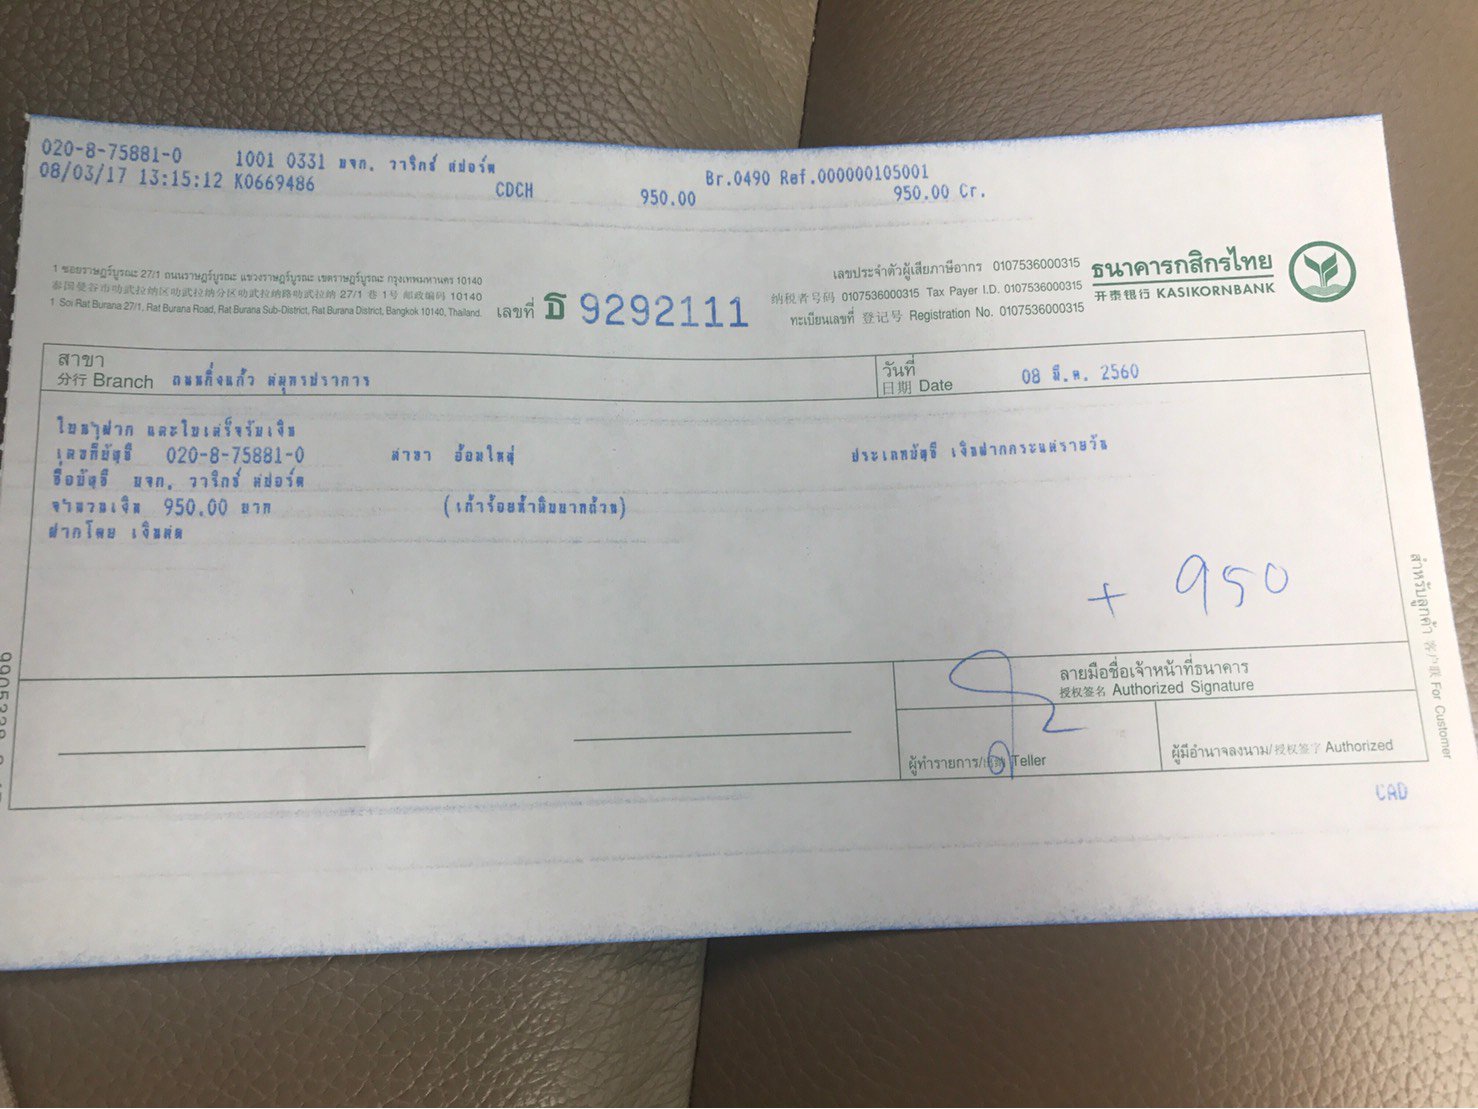 020-8-75881-0 1001 0331 บจก. วาริกซ์ สปอร์ต Br.0490 Ref.000000105001
08/03/17 13:15:12 K0669486 CDCH 950.00 950.00 Cr.
1 ซอยราษฎร์บูรณะ 27/1 ถนนราษฎร์บูรณะ แขวงราษฎร์บูรณะ เขตราษฎร์บูรณะ กรุงเทพมหานคร 10140
泰国曼谷市叻武拉纳区叻武拉纳分区叻武拉纳路叻武拉纳 27/1 巷 1 号 邮政编码 10140
1 Soi Rat Burana 27/1, Rat Burana Road, Rat Burana Sub-District, Rat Burana District, Bangkok 10140, Thailand.
เลขที่ ธ 9292111
เลขประจำตัวผู้เสียภาษีอากร 0107536000315
纳税者号码 0107536000315 Tax Payer I.D. 0107536000315
ทะเบียนเลขที่ 登记号 Registration No. 0107536000315
ธนาคารกสิกรไทย
开泰银行 KASIKORNBANK
สาขา
分行 Branch ถนนกิ่งแก้ว สมุทรปราการ
วันที่
日期 Date 08 มี.ค. 2560
ใบนำฝาก และใบเสร็จรับเงิน
เลขที่บัญชี 020-8-75881-0 สาขา อ้อมใหญ่ ประเภทบัญชี เงินฝากกระแสรายวัน
ชื่อบัญชี บจก. วาริกซ์ สปอร์ต
จำนวนเงิน 950.00 บาท (เก้าร้อยห้าสิบบาทถ้วน)
ฝากโดย เงินสด
+ 950
ลายมือชื่อเจ้าหน้าที่ธนาคาร
授权签名 Authorized Signature
ผู้ทำรายการ/ Teller
ผู้มีอำนาจลงนาม/授权签字 Authorized
สำหรับลูกค้า 客户联 For Customer
CAD